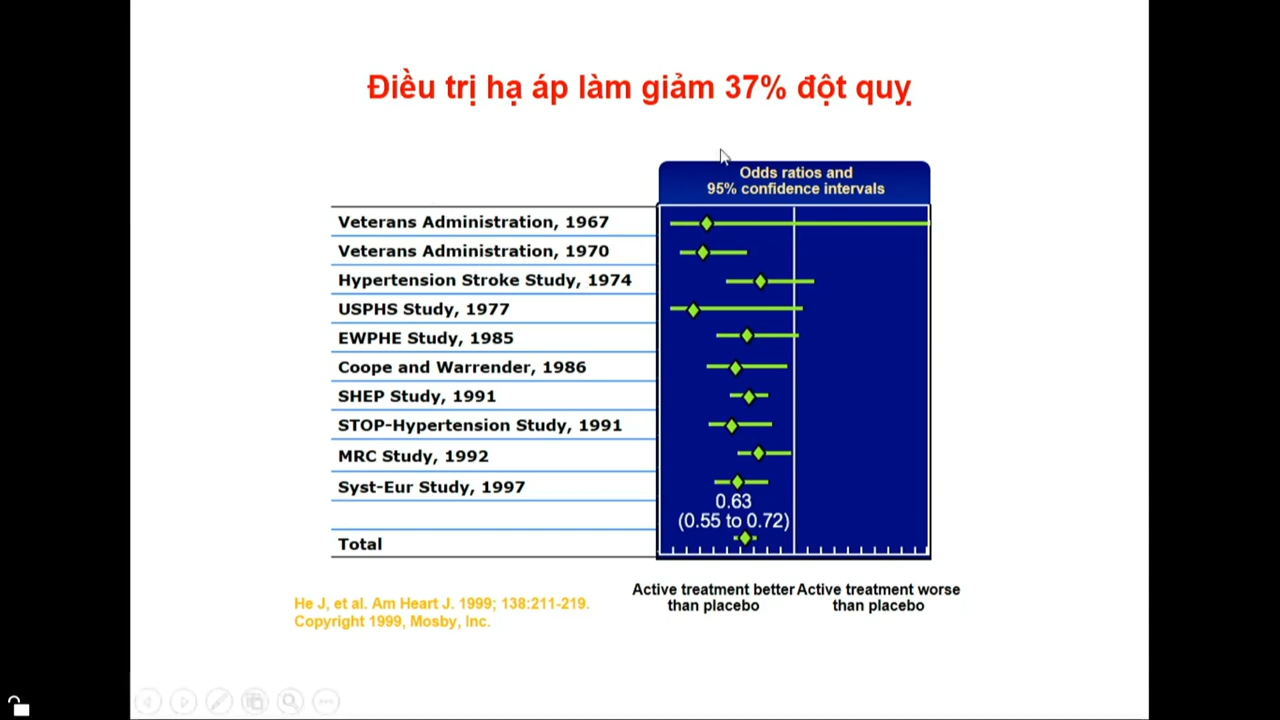 Điều trị hạ áp làm giảm 37% đột quỵ
Odds ratios and
95% confidence intervals
Veterans Administration, 1967
Veterans Administration, 1970
Hypertension Stroke Study, 1974
USPHS Study, 1977
EWPHE Study, 1985
Coope and Warrender, 1986
SHEP Study, 1991
STOP-Hypertension Study, 1991
MRC Study, 1992
Syst-Eur Study, 1997
0.63
(0.55 to 0.72)
Total
Active treatment better
than placebo
Active treatment worse
than placebo
He J, et al. Am Heart J. 1999; 138:211-219.
Copyright 1999, Mosby, Inc.